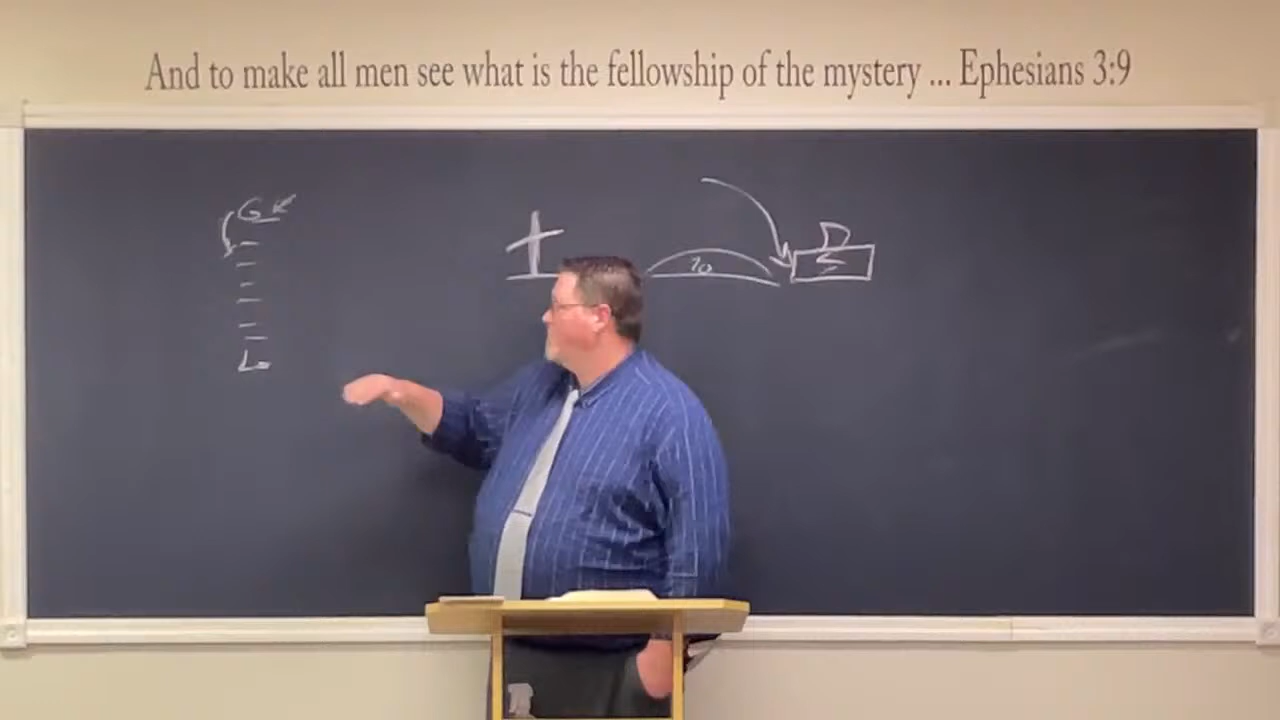 And to make all men see what is the fellowship of the mystery ... Ephesians 3:9
G